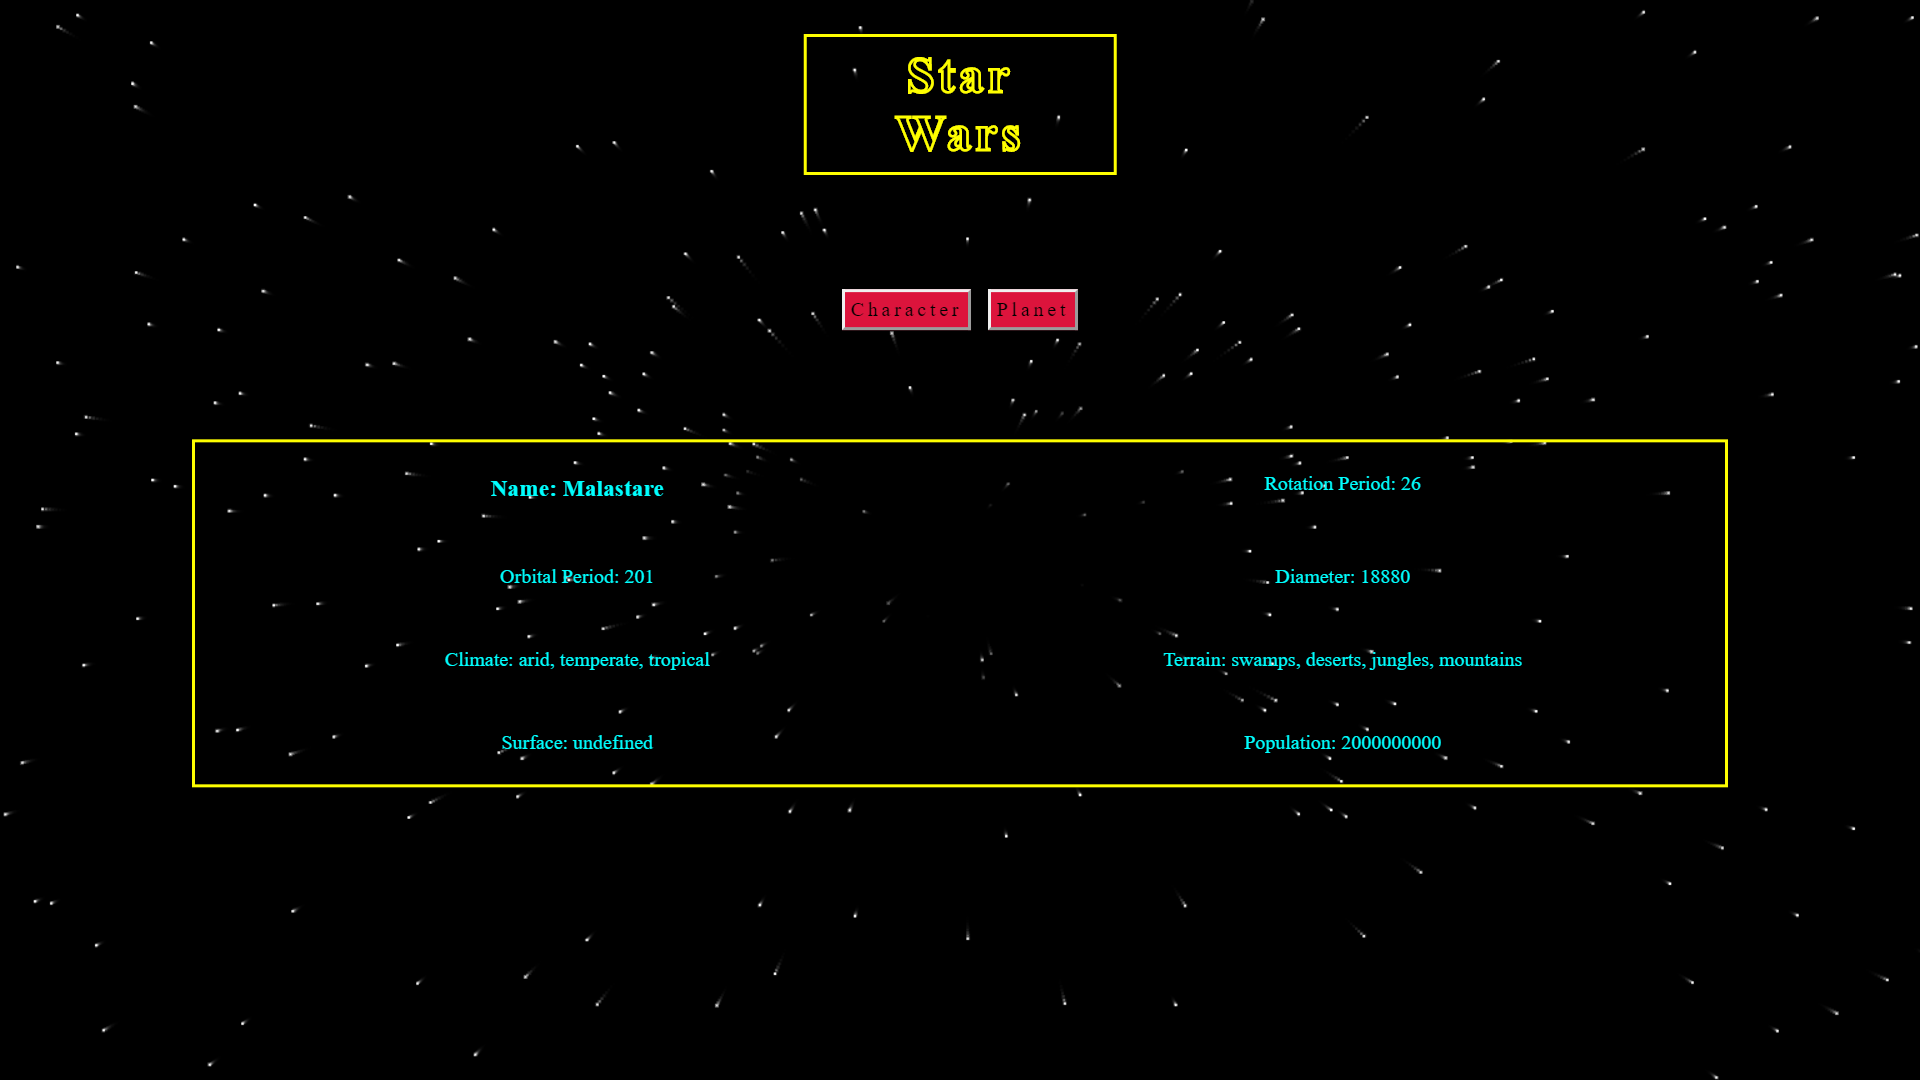 Star
Wars
Character
Planet
Name: Malastare
Rotation Period: 26
Orbital Period: 201
Diameter: 18880
Climate: arid, temperate, tropical
Terrain: swamps, deserts, jungles, mountains
Surface: undefined
Population: 2000000000